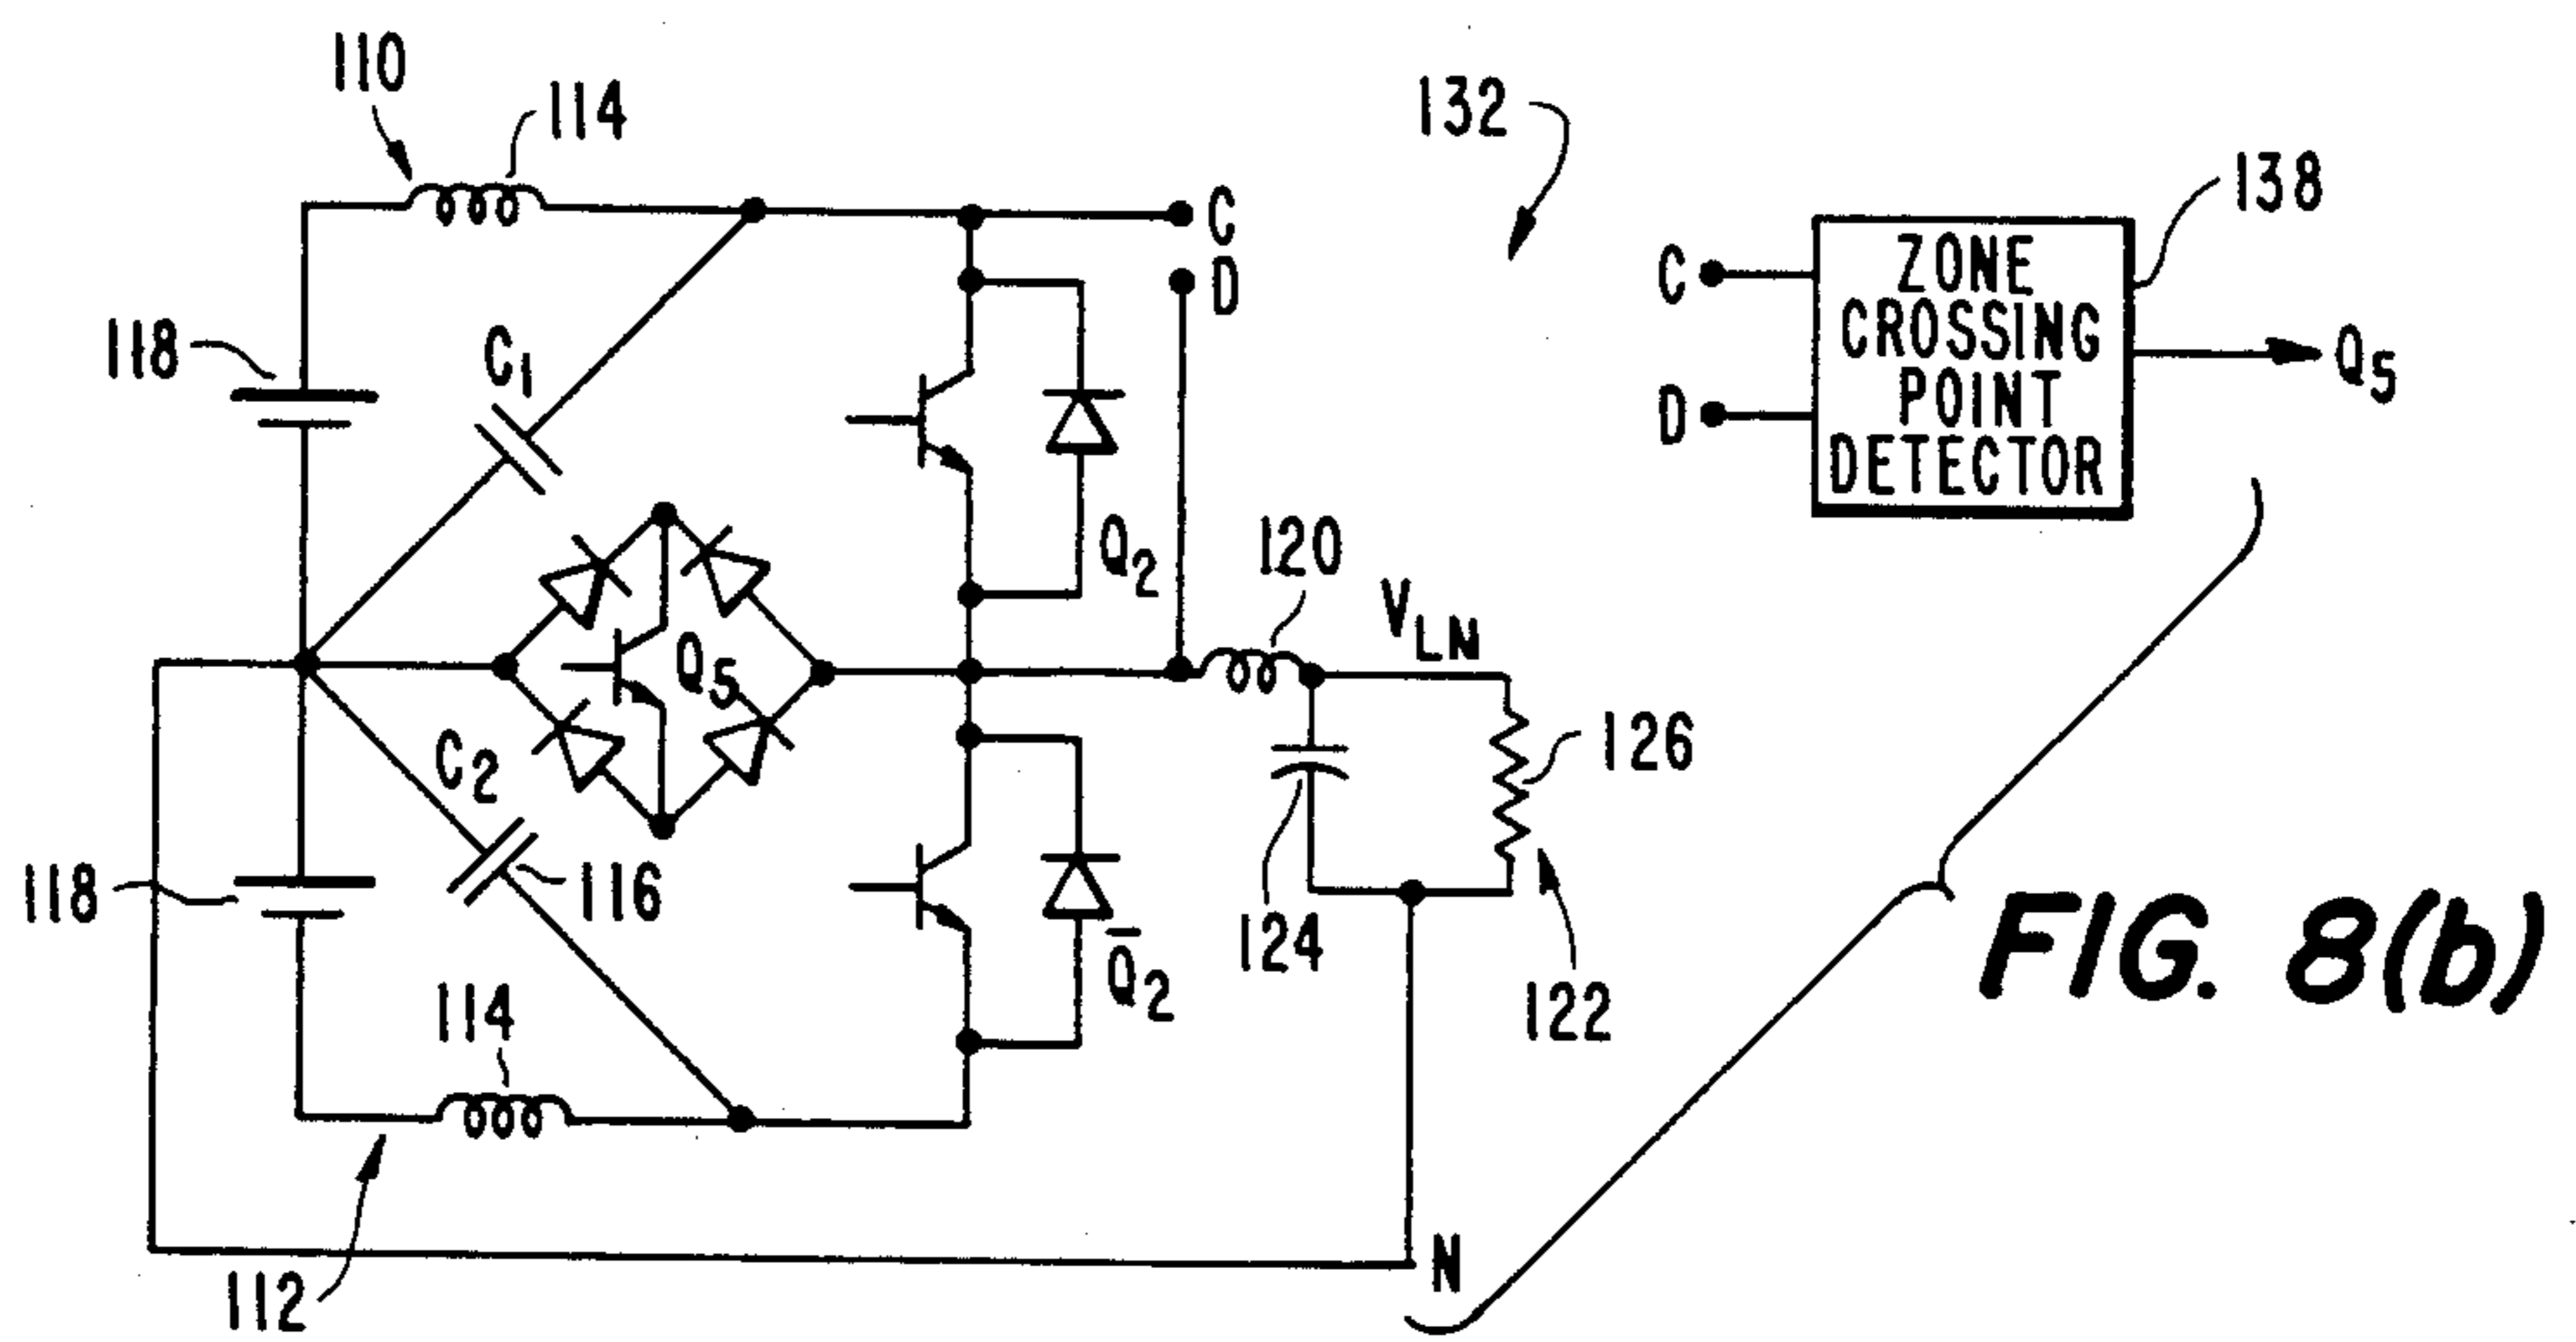 110
114
132
138
C
D
C
D
ZONE
CROSSING
POINT
DETECTOR
Q5
118
C1
Q2
120
VLN
Q5
126
C2
118
116
Q̄2
124
122
114
112
N
FIG. 8(b)